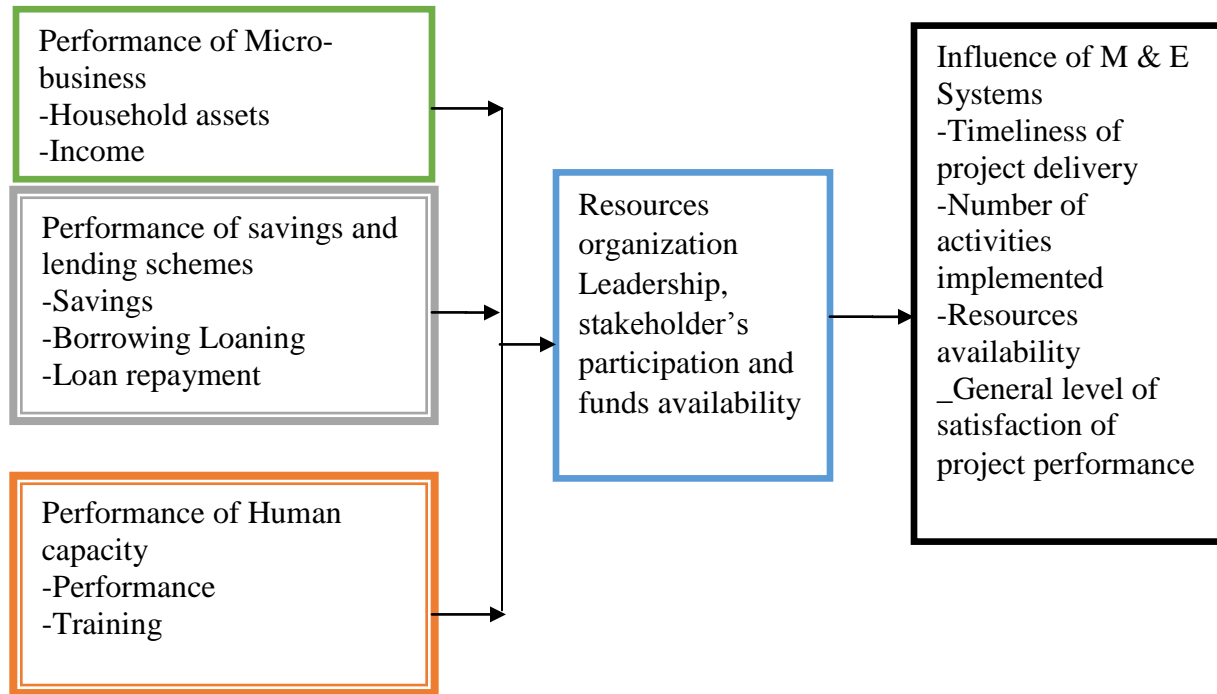 Performance of Micro-
business
-Household assets
-Income
Performance of savings and
lending schemes
-Savings
-Borrowing Loaning
-Loan repayment
Performance of Human
capacity
-Performance
-Training
Resources
organization
Leadership,
stakeholder’s
participation and
funds availability
Influence of M & E
Systems
-Timeliness of
project delivery
-Number of
activities
implemented
-Resources
availability
_General level of
satisfaction of
project performance